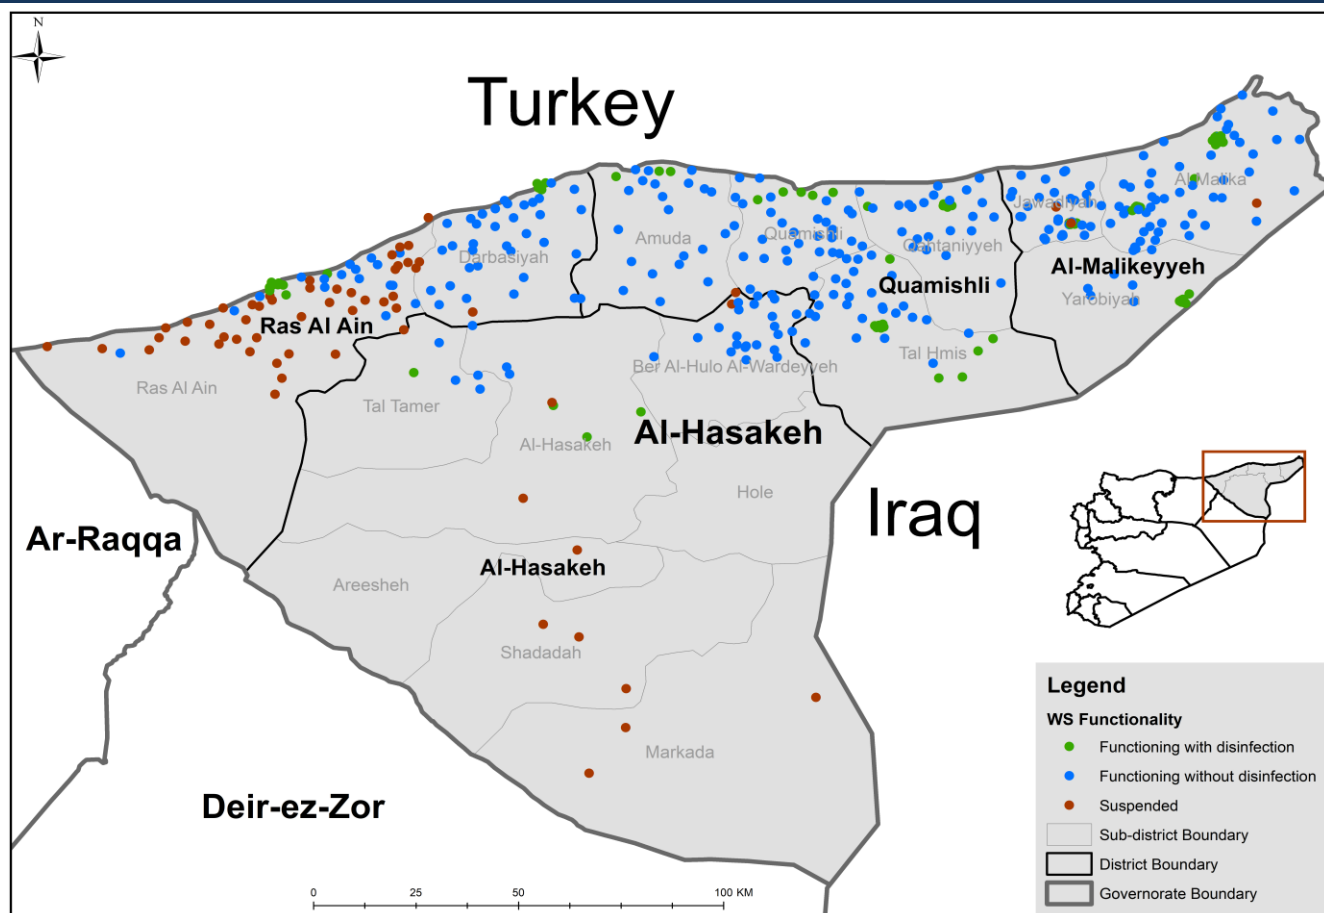 N
Turkey
Al-Malika
Jawadiyah
Quamishli
Amuda
Qahtaniyyeh
Darbasiyah
Al-Malikeyyeh
Quamishli
Yarobiyah
Ras Al Ain
Tal Hmis
Ber Al-Hulo Al-Wardeyyeh
Ras Al Ain
Tal Tamer
Al-Hasakeh
Al-Hasakeh
Hole
Iraq
Ar-Raqqa
Al-Hasakeh
Areesheh
Shadadah
Markada
Deir-ez-Zor
Legend
WS Functionality
Functioning with disinfection
Functioning without disinfection
Suspended
Sub-district Boundary
District Boundary
Governorate Boundary
0 25 50 100 KM